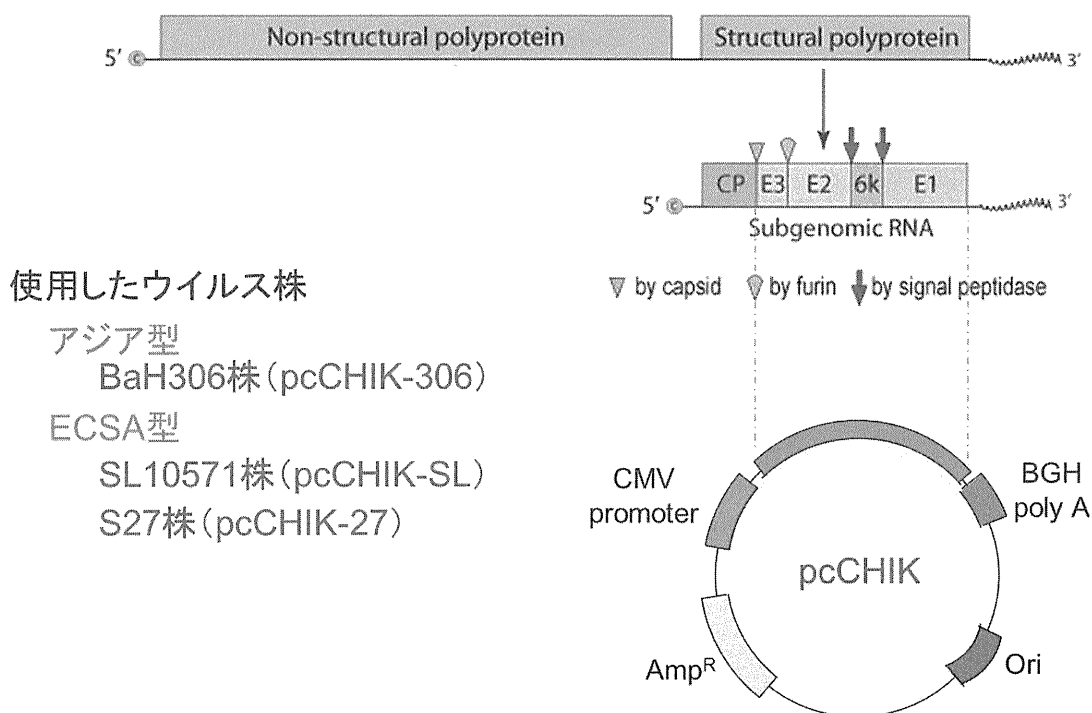 Non-structural polyprotein
Structural polyprotein
5′ © 3′
CP E3 E2 6k E1
5′ © 3′
Subgenomic RNA
by capsid by furin by signal peptidase
使用したウイルス株
アジア型
BaH306株(pcCHIK-306)
ECSA型
SL10571株(pcCHIK-SL)
S27株(pcCHIK-27)
CMV
promoter
BGH
poly A
pcCHIK
AmpR
Ori